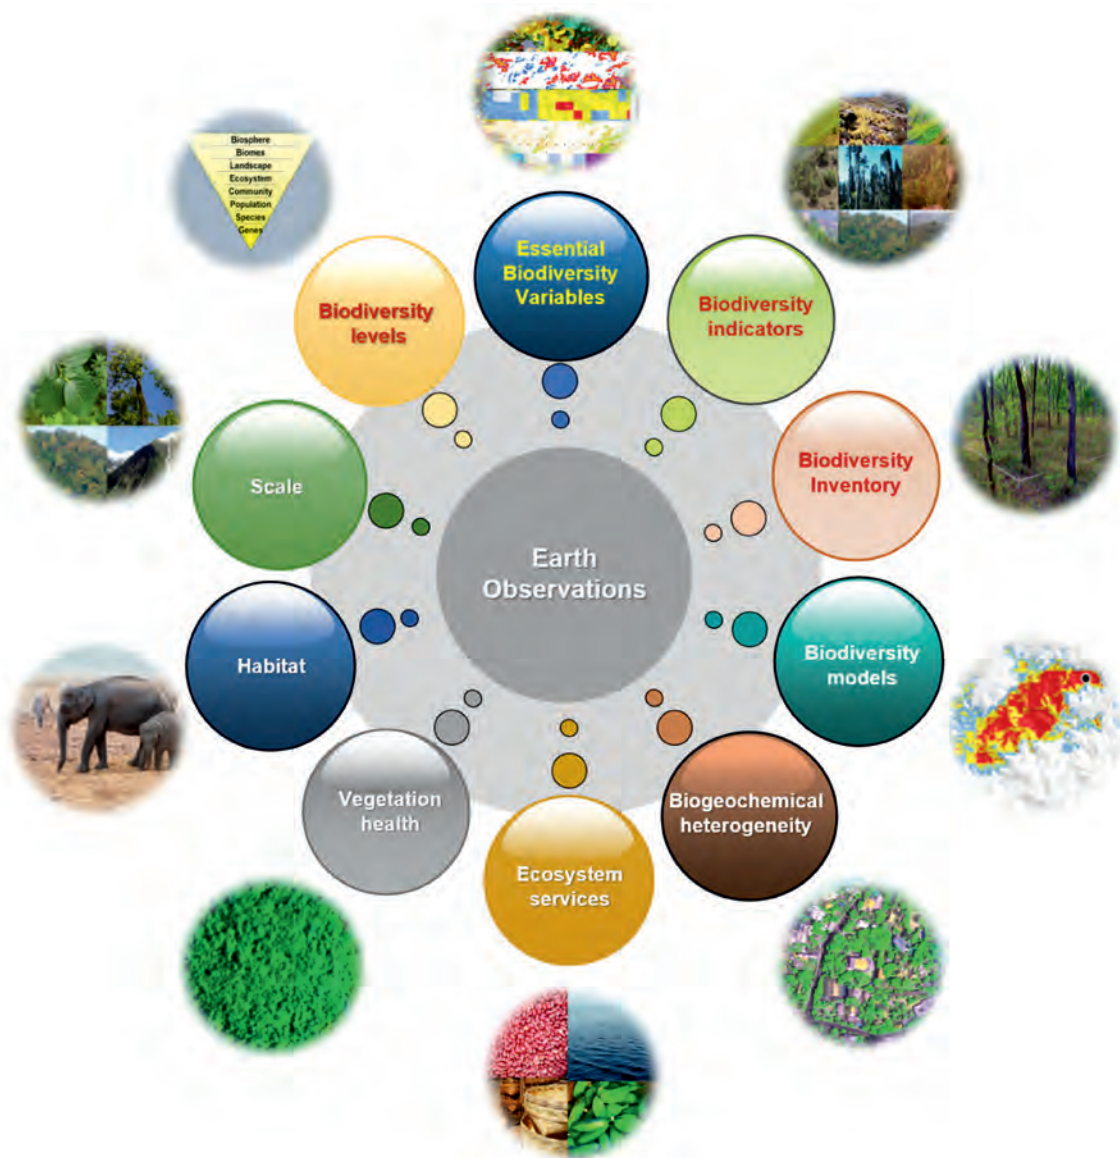 Biosphere
Biomes
Landscape
Ecosystem
Community
Population
Species
Genes
Essential
Biodiversity
Variables
Biodiversity
levels
Biodiversity
indicators
Scale
Biodiversity
Inventory
Earth
Observations
Habitat
Biodiversity
models
Vegetation
health
Biogeochemical
heterogeneity
Ecosystem
services